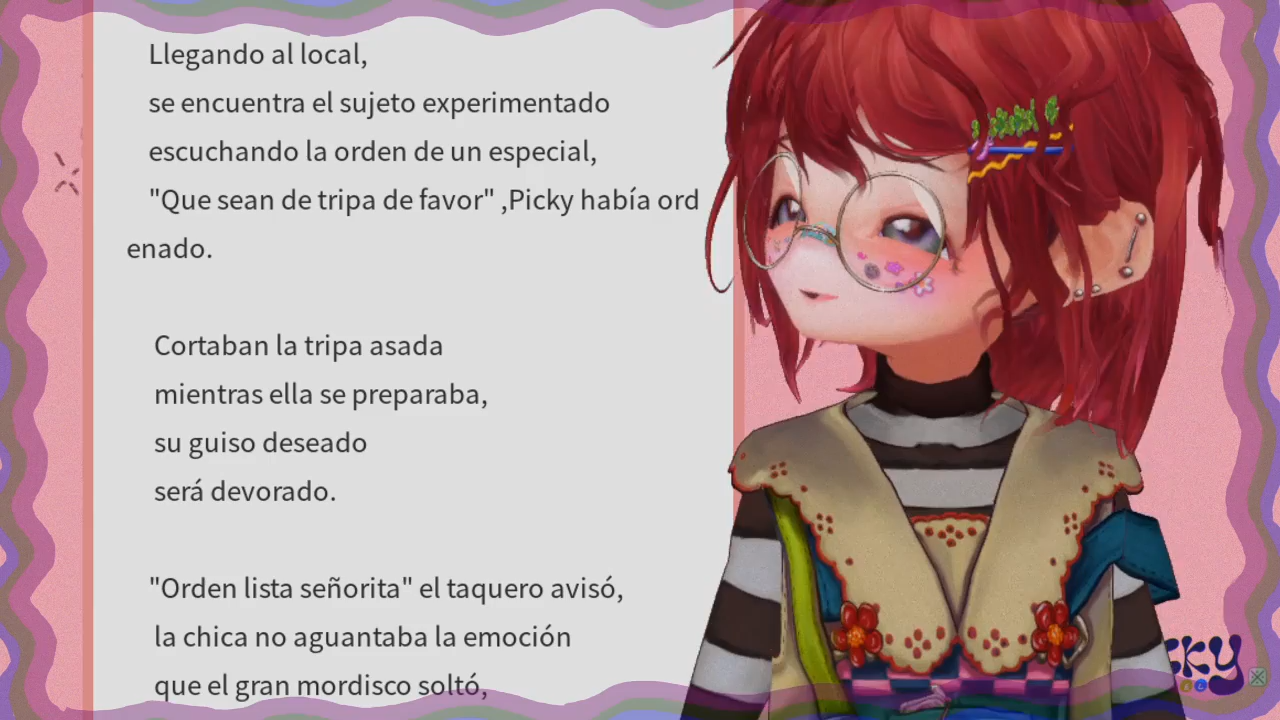 Llegando al local,
se encuentra el sujeto experimentado
escuchando la orden de un especial,
"Que sean de tripa de favor" ,Picky había ord
enado.
Cortaban la tripa asada
mientras ella se preparaba,
su guiso deseado
será devorado.
"Orden lista señorita" el taquero avisó,
la chica no aguantaba la emoción
que el gran mordisco soltó,